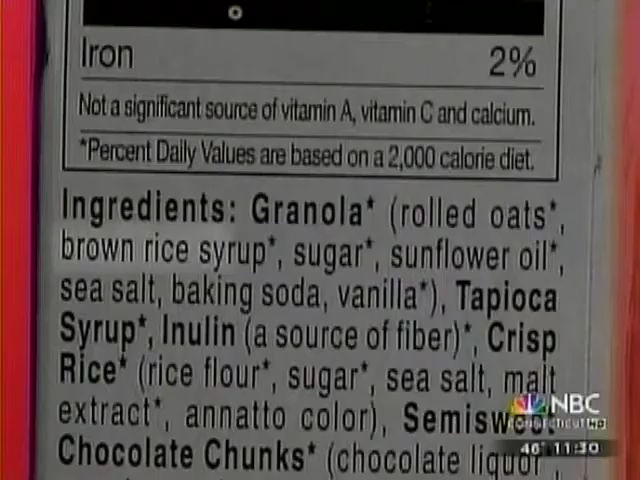 Iron 2%
Not a significant source of vitamin A, vitamin C and calcium.
*Percent Daily Values are based on a 2,000 calorie diet.
Ingredients: Granola* (rolled oats*,
brown rice syrup*, sugar*, sunflower oil*,
sea salt, baking soda, vanilla*), Tapioca
Syrup*, Inulin (a source of fiber)*, Crisp
Rice* (rice flour*, sugar*, sea salt, malt
extract*, annatto color), Semisw
Chocolate Chunks* (chocolate liquor*,
NBC
CONNECTICUT HD
46° 11:30